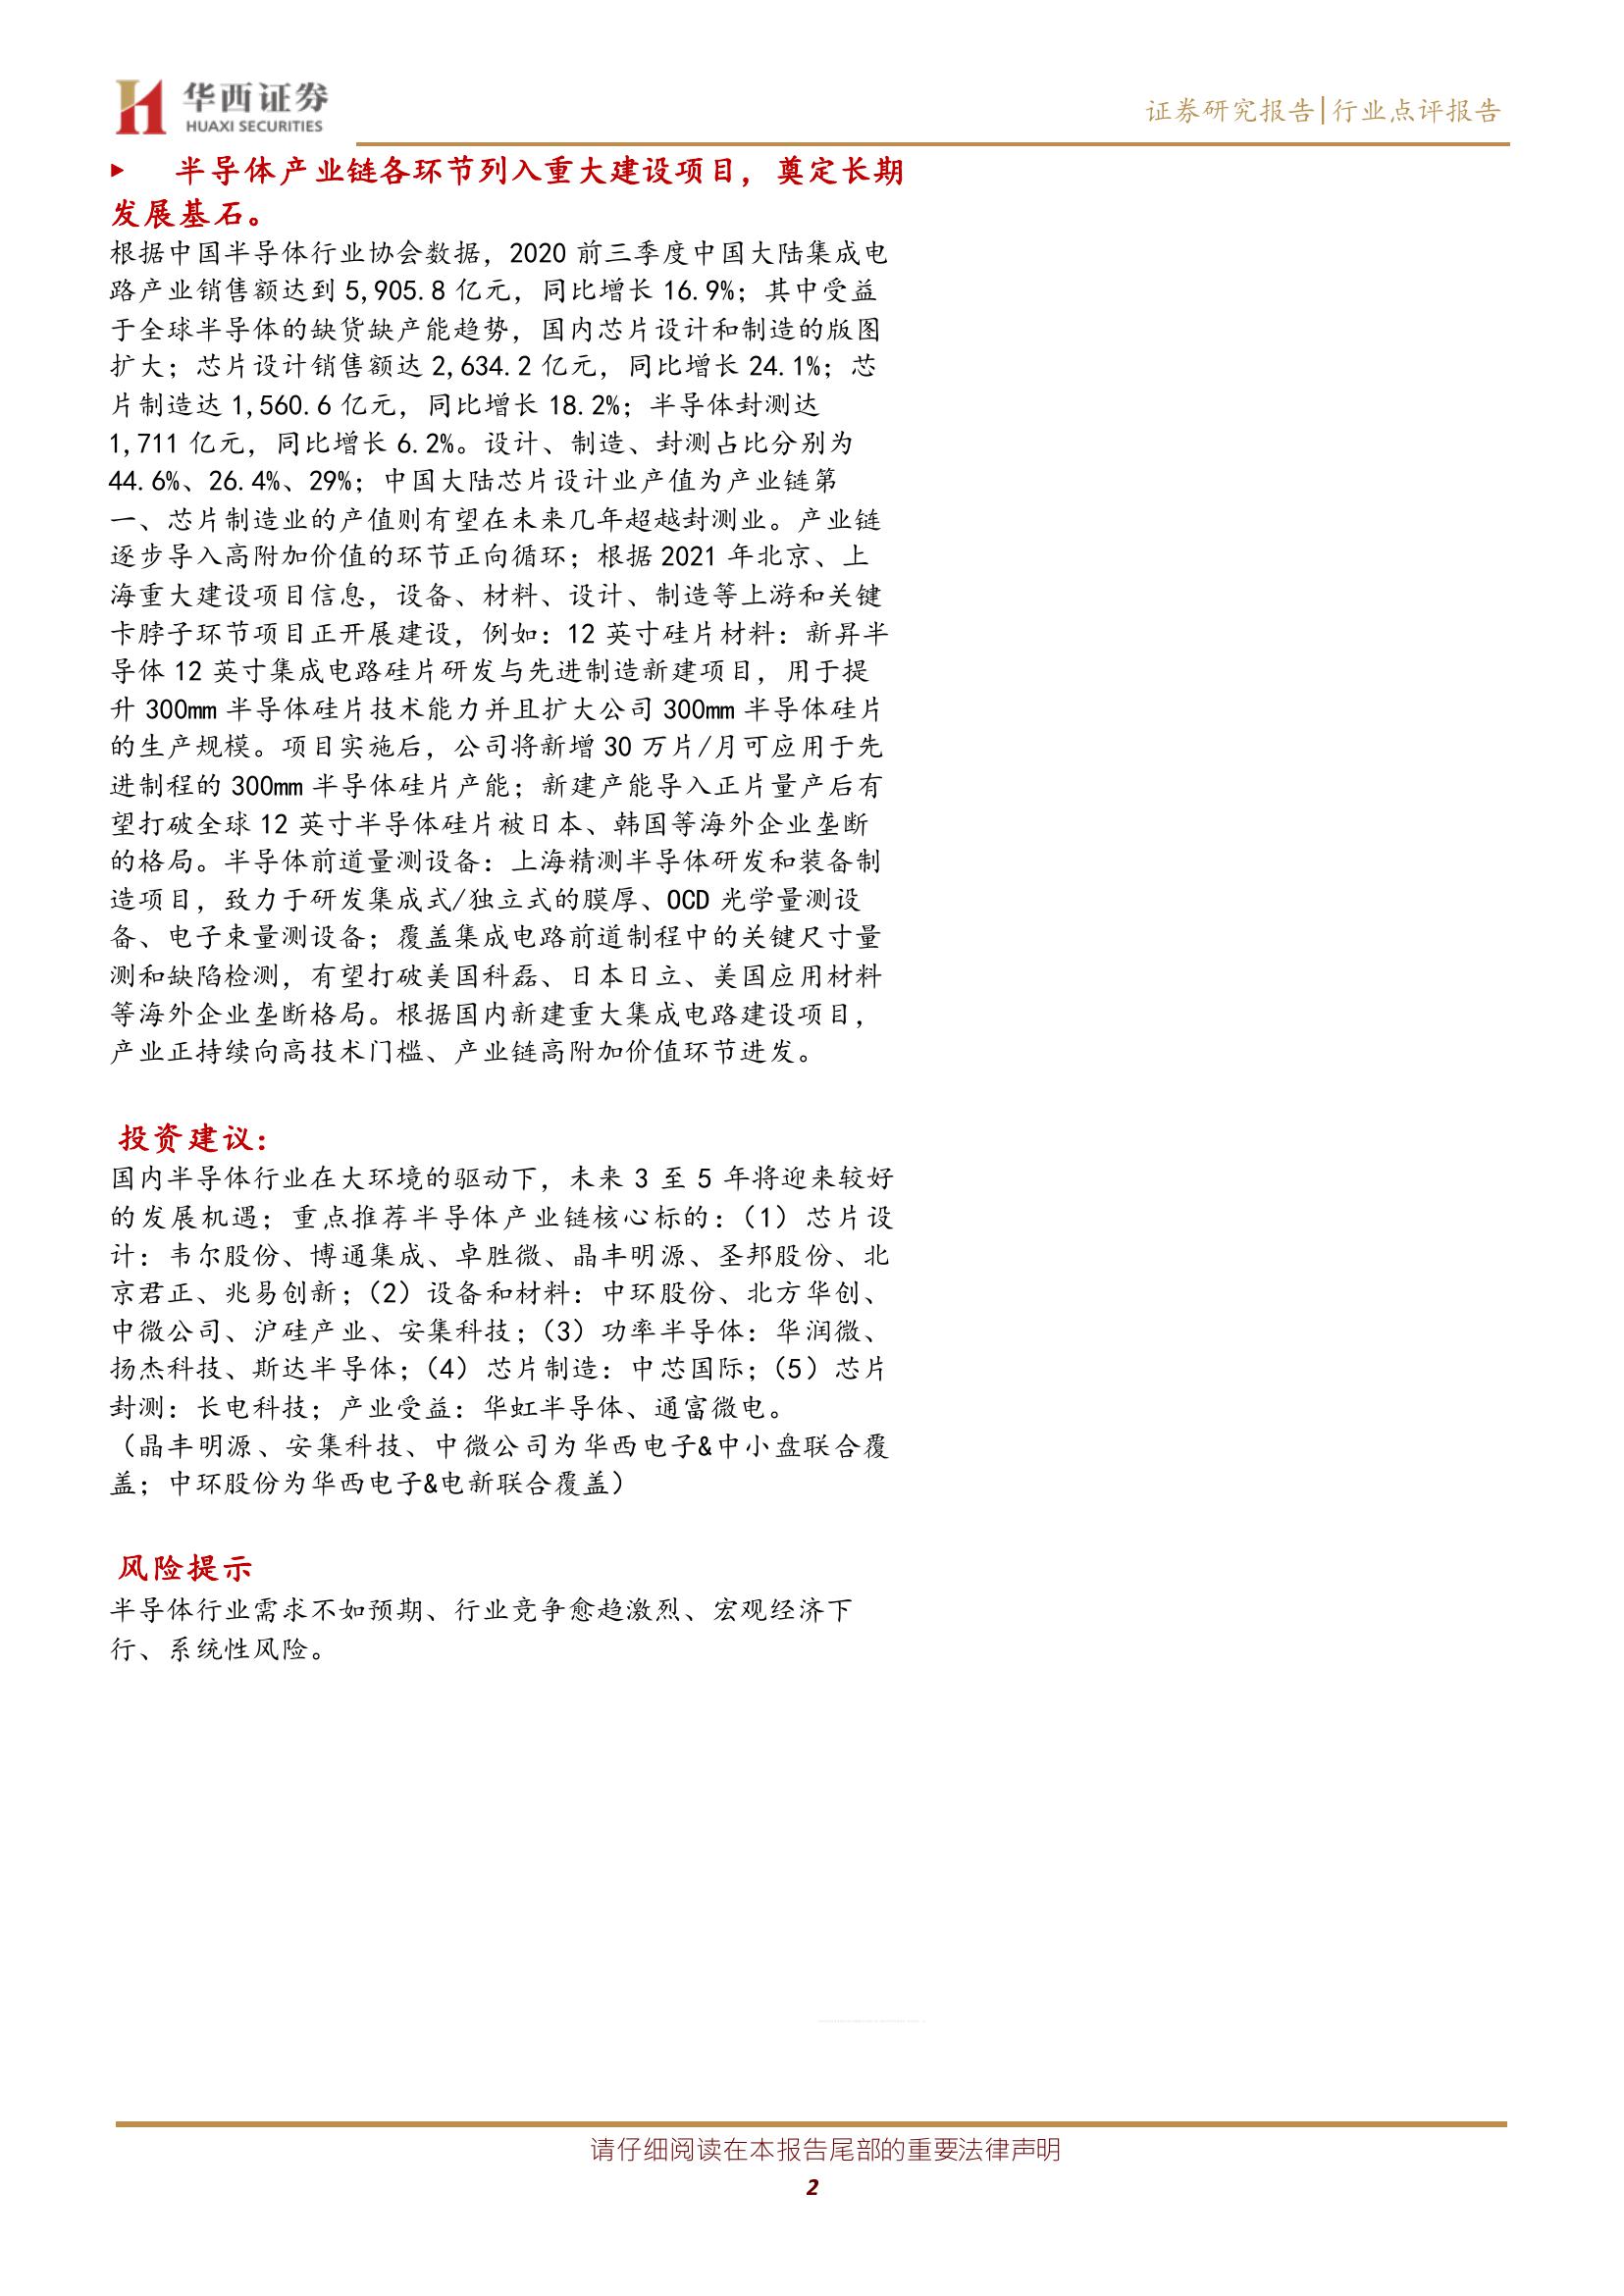 华西证券
HUAXI SECURITIES
证券研究报告|行业点评报告
▶ 半导体产业链各环节列入重大建设项目，奠定长期
发展基石。
根据中国半导体行业协会数据，2020 前三季度中国大陆集成电
路产业销售额达到 5,905.8 亿元，同比增长 16.9%；其中受益
于全球半导体的缺货缺产能趋势，国内芯片设计和制造的版图
扩大；芯片设计销售额达 2,634.2 亿元，同比增长 24.1%；芯
片制造达 1,560.6 亿元，同比增长 18.2%；半导体封测达
1,711 亿元，同比增长 6.2%。设计、制造、封测占比分别为
44.6%、26.4%、29%；中国大陆芯片设计业产值为产业链第
一、芯片制造业的产值则有望在未来几年超越封测业。产业链
逐步导入高附加价值的环节正向循环；根据 2021 年北京、上
海重大建设项目信息，设备、材料、设计、制造等上游和关键
卡脖子环节项目正开展建设，例如：12 英寸硅片材料：新昇半
导体 12 英寸集成电路硅片研发与先进制造新建项目，用于提
升 300mm 半导体硅片技术能力并且扩大公司 300mm 半导体硅片
的生产规模。项目实施后，公司将新增 30 万片/月可应用于先
进制程的 300mm 半导体硅片产能；新建产能导入正片量产后有
望打破全球 12 英寸半导体硅片被日本、韩国等海外企业垄断
的格局。半导体前道量测设备：上海精测半导体研发和装备制
造项目，致力于研发集成式/独立式的膜厚、OCD 光学量测设
备、电子束量测设备；覆盖集成电路前道制程中的关键尺寸量
测和缺陷检测，有望打破美国科磊、日本日立、美国应用材料
等海外企业垄断格局。根据国内新建重大集成电路建设项目，
产业正持续向高技术门槛、产业链高附加价值环节进发。
投资建议：
国内半导体行业在大环境的驱动下，未来 3 至 5 年将迎来较好
的发展机遇；重点推荐半导体产业链核心标的：（1）芯片设
计：韦尔股份、博通集成、卓胜微、晶丰明源、圣邦股份、北
京君正、兆易创新；（2）设备和材料：中环股份、北方华创、
中微公司、沪硅产业、安集科技；（3）功率半导体：华润微、
扬杰科技、斯达半导体；（4）芯片制造：中芯国际；（5）芯片
封测：长电科技；产业受益：华虹半导体、通富微电。
（晶丰明源、安集科技、中微公司为华西电子&中小盘联合覆
盖；中环股份为华西电子&电新联合覆盖）
风险提示
半导体行业需求不如预期、行业竞争愈趋激烈、宏观经济下
行、系统性风险。
请仔细阅读在本报告尾部的重要法律声明
2